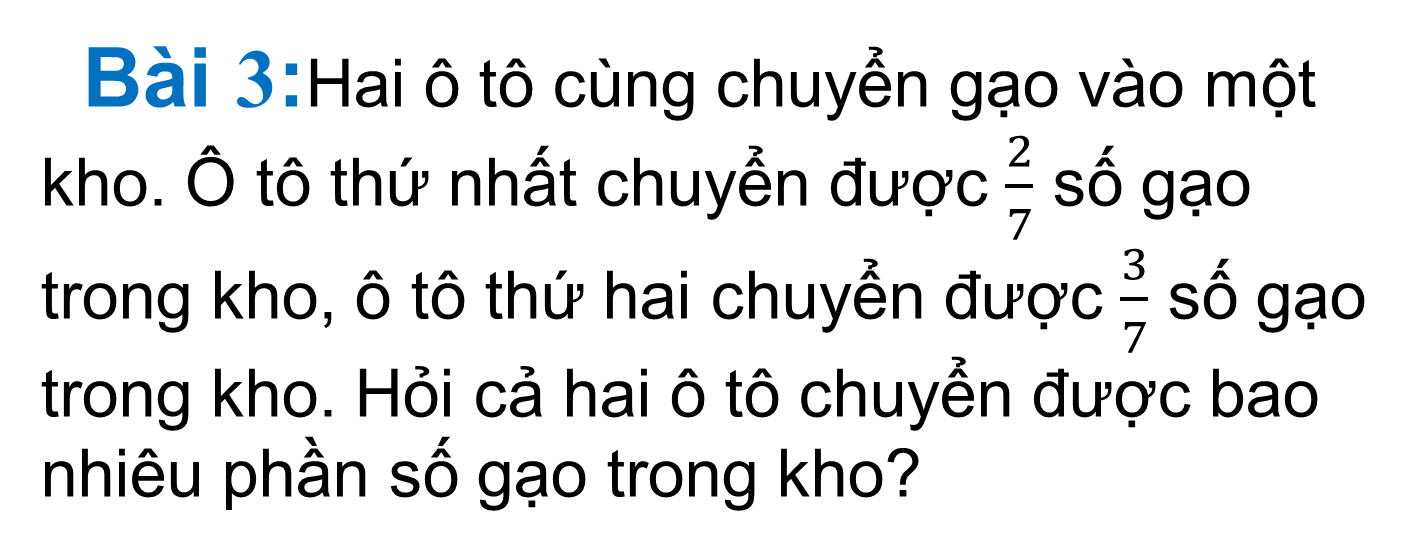 Bài 3:Hai ô tô cùng chuyển gạo vào một
kho. Ô tô thứ nhất chuyển được 2/7 số gạo
trong kho, ô tô thứ hai chuyển được 3/7 số gạo
trong kho. Hỏi cả hai ô tô chuyển được bao
nhiêu phần số gạo trong kho?